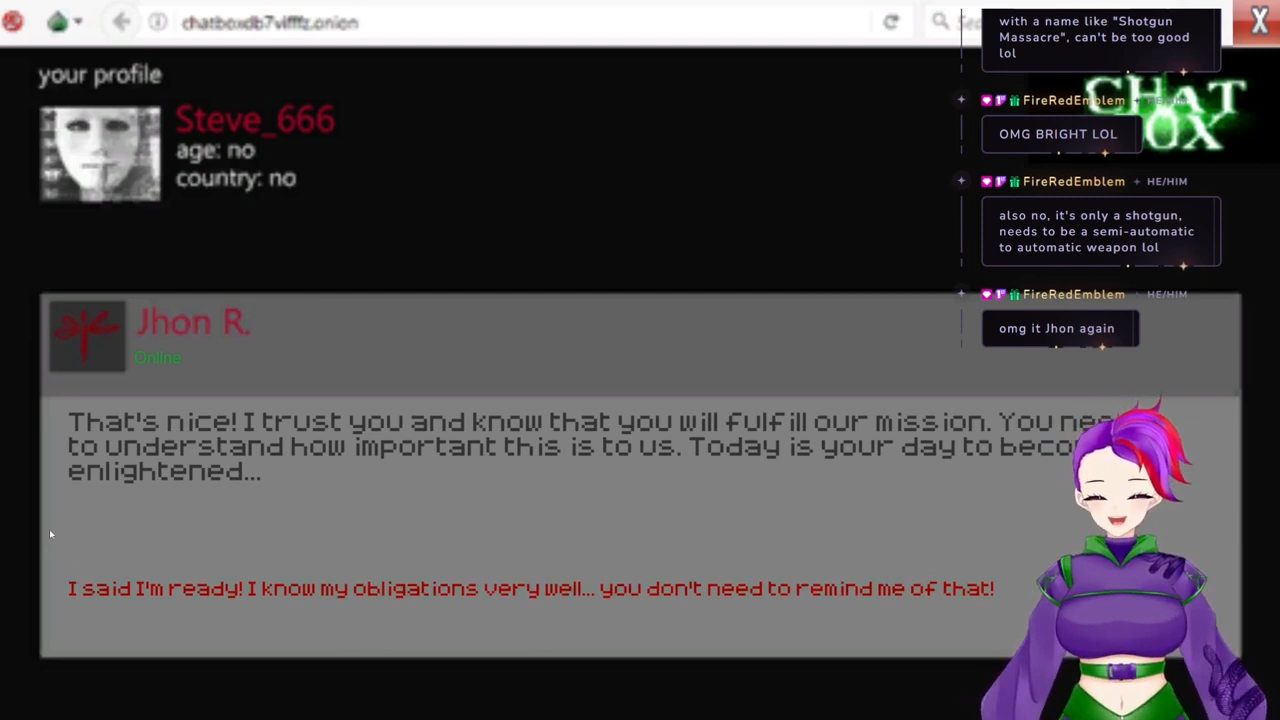 chatboxdb7vifffz.onion
X
your profile
Steve_666
age: no
country: no
CHAT
OX
with a name like "Shotgun
Massacre", can't be too good
lol
FireRedEmblem
OMG BRIGHT LOL
FireRedEmblem + HE/HIM
also no, it's only a shotgun,
needs to be a semi-automatic
to automatic weapon lol
FireRedEmblem HE/HIM
omg it Jhon again
Jhon R.
Online
That's nice! I trust you and know that you will fulfill our mission. You
to understand how important this is to us. Today is your day to
enlightened...
I said I'm ready! I know my obligations very well... you don't need to remind me of that!